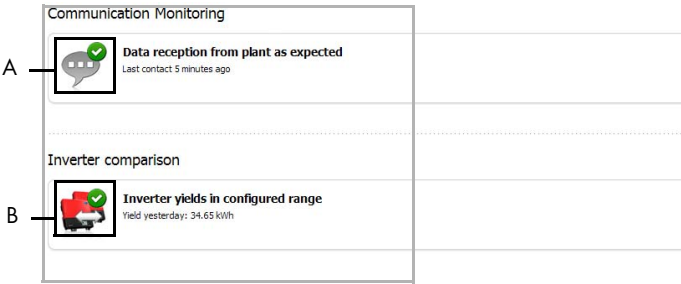 Communication Monitoring
A
Data reception from plant as expected
Last contact 5 minutes ago
Inverter comparison
B
Inverter yields in configured range
Yield yesterday: 34.65 kWh